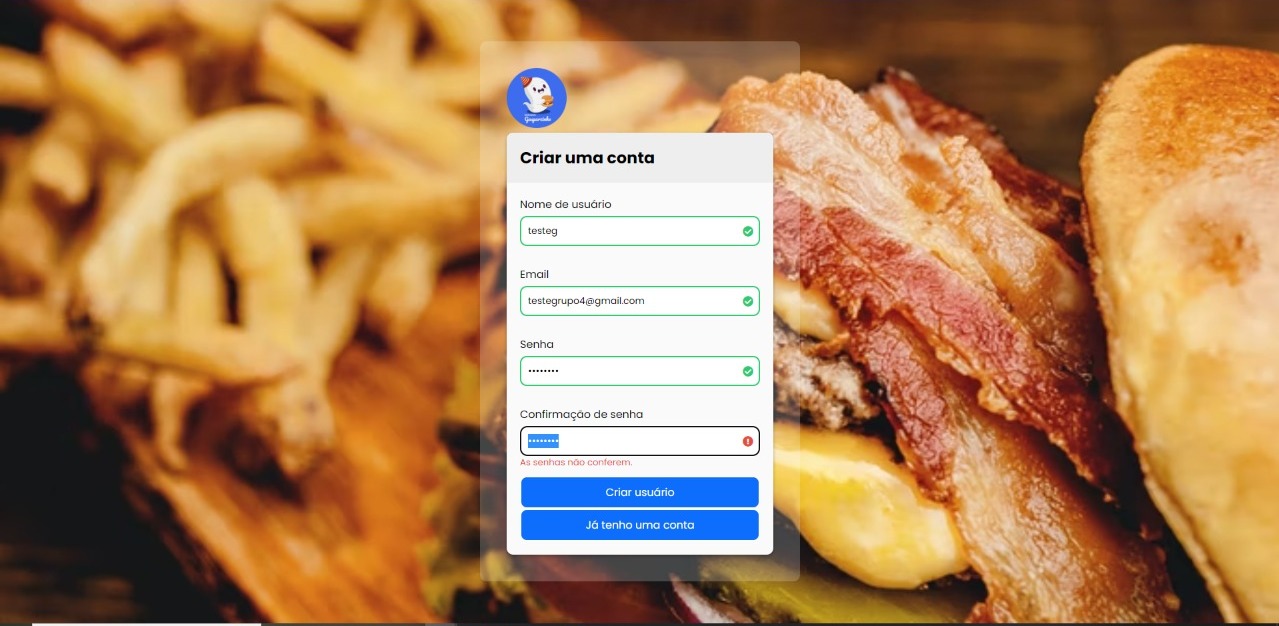 Gasparzinho
Criar uma conta
Nome de usuário
testeg
Email
testegrupo4@gmail.com
Senha
••••••••
Confirmação de senha
••••••••
As senhas não conferem.
Criar usuário
Já tenho uma conta